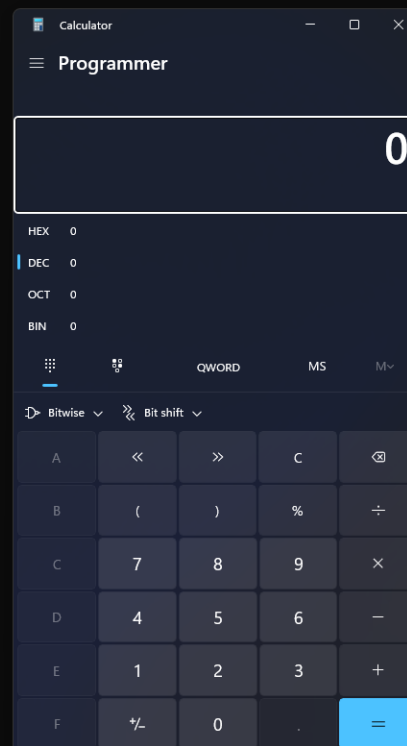 Calculator
Programmer
0
HEX 0
DEC 0
OCT 0
BIN 0
QWORD MS M
Bitwise Bit shift
A « » C
B ( ) % ÷
C 7 8 9 ×
D 4 5 6 −
E 1 2 3 +
F +/− 0 . =